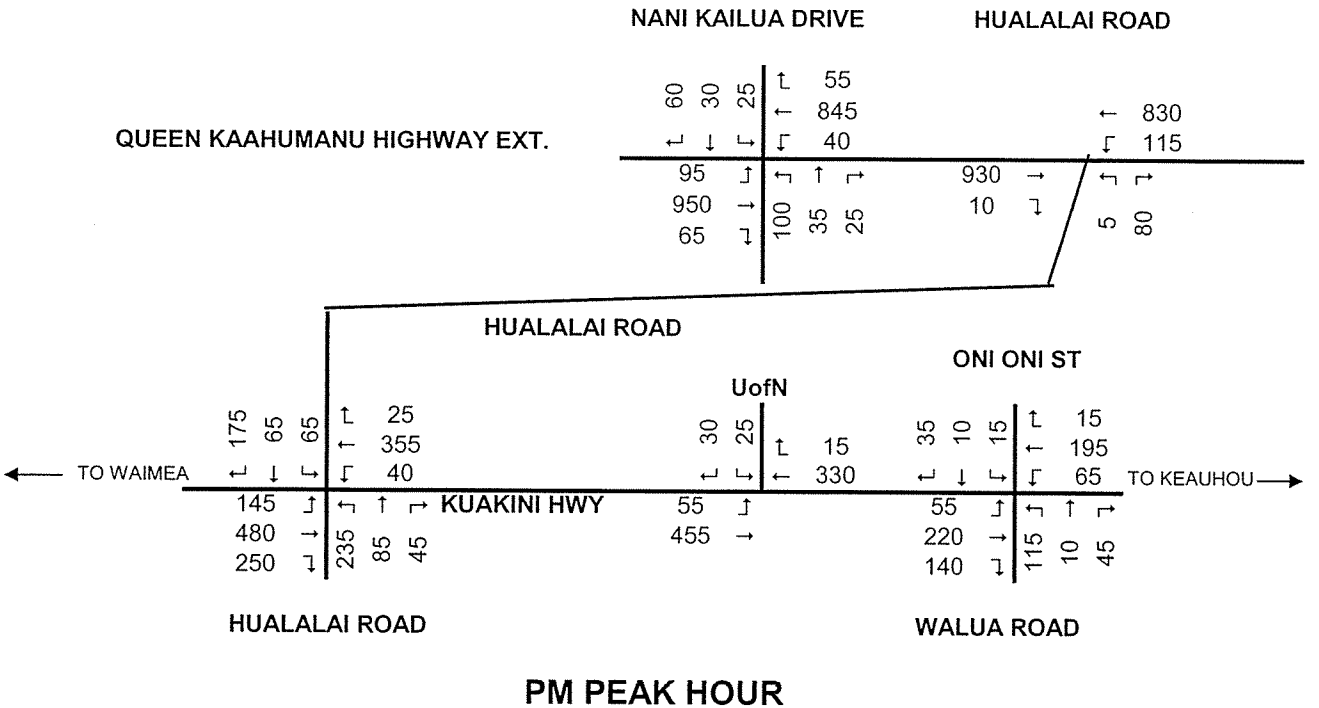 NANI KAILUA DRIVE
HUALALAI ROAD
QUEEN KAAHUMANU HIGHWAY EXT.
60 30 25
55
845
40
95
950
65
100 35 25
830
115
930
10
5 80
HUALALAI ROAD
UofN
ONI ONI ST
TO WAIMEA
175 65 65
25
355
40
145
480
250
235 85 45
KUAKINI HWY
30 25
15
330
55
455
35 10 15
15
195
65
55
220
140
115 10 45
TO KEAUHOU
HUALALAI ROAD
WALUA ROAD
PM PEAK HOUR